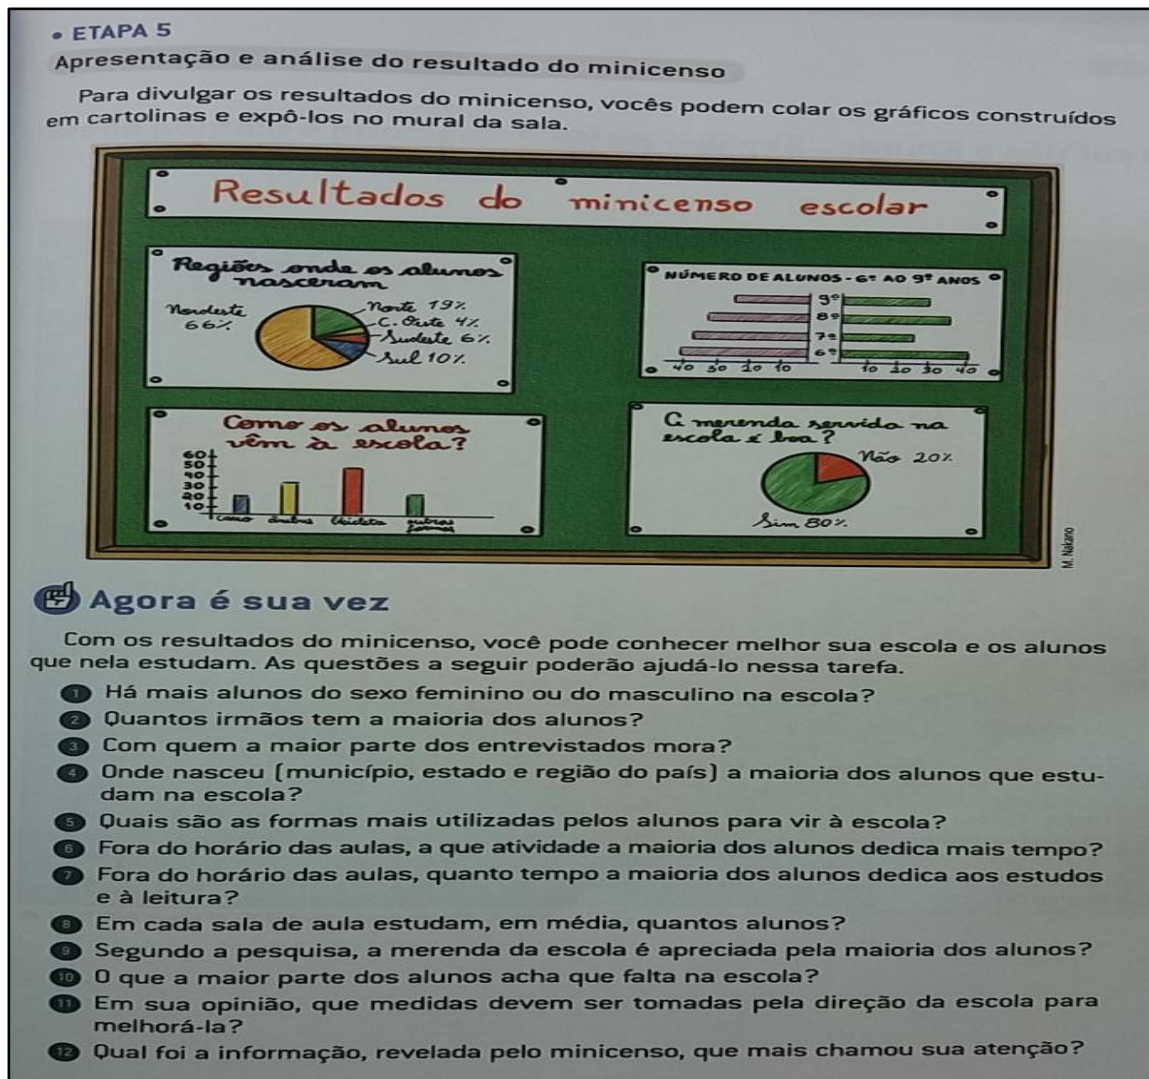 • ETAPA 5
Apresentação e análise do resultado do minicenso
Para divulgar os resultados do minicenso, vocês podem colar os gráficos construídos
em cartolinas e expô-los no mural da sala.
Resultados do minicenso escolar
Regiões onde os alunos
nasceram
Nordeste
66%
Norte 19%
C. Oeste 4%
Sudeste 6%
Sul 10%
NÚMERO DE ALUNOS - 6º AO 9º ANOS
9º
8º
7º
6º
40 30 20 10
10 20 30 40
Como os alunos
vêm à escola?
60
50
40
30
20
10
carro ônibus bicicleta outras
formas
A merenda servida na
escola é boa?
Não 20%
Sim 80%
M. Nakano
Agora é sua vez
Com os resultados do minicenso, você pode conhecer melhor sua escola e os alunos
que nela estudam. As questões a seguir poderão ajudá-lo nessa tarefa.
1 Há mais alunos do sexo feminino ou do masculino na escola?
2 Quantos irmãos tem a maioria dos alunos?
3 Com quem a maior parte dos entrevistados mora?
4 Onde nasceu (município, estado e região do país) a maioria dos alunos que estu-
dam na escola?
5 Quais são as formas mais utilizadas pelos alunos para vir à escola?
6 Fora do horário das aulas, a que atividade a maioria dos alunos dedica mais tempo?
7 Fora do horário das aulas, quanto tempo a maioria dos alunos dedica aos estudos
e à leitura?
8 Em cada sala de aula estudam, em média, quantos alunos?
9 Segundo a pesquisa, a merenda da escola é apreciada pela maioria dos alunos?
10 O que a maior parte dos alunos acha que falta na escola?
11 Em sua opinião, que medidas devem ser tomadas pela direção da escola para
melhorá-la?
12 Qual foi a informação, revelada pelo minicenso, que mais chamou sua atenção?